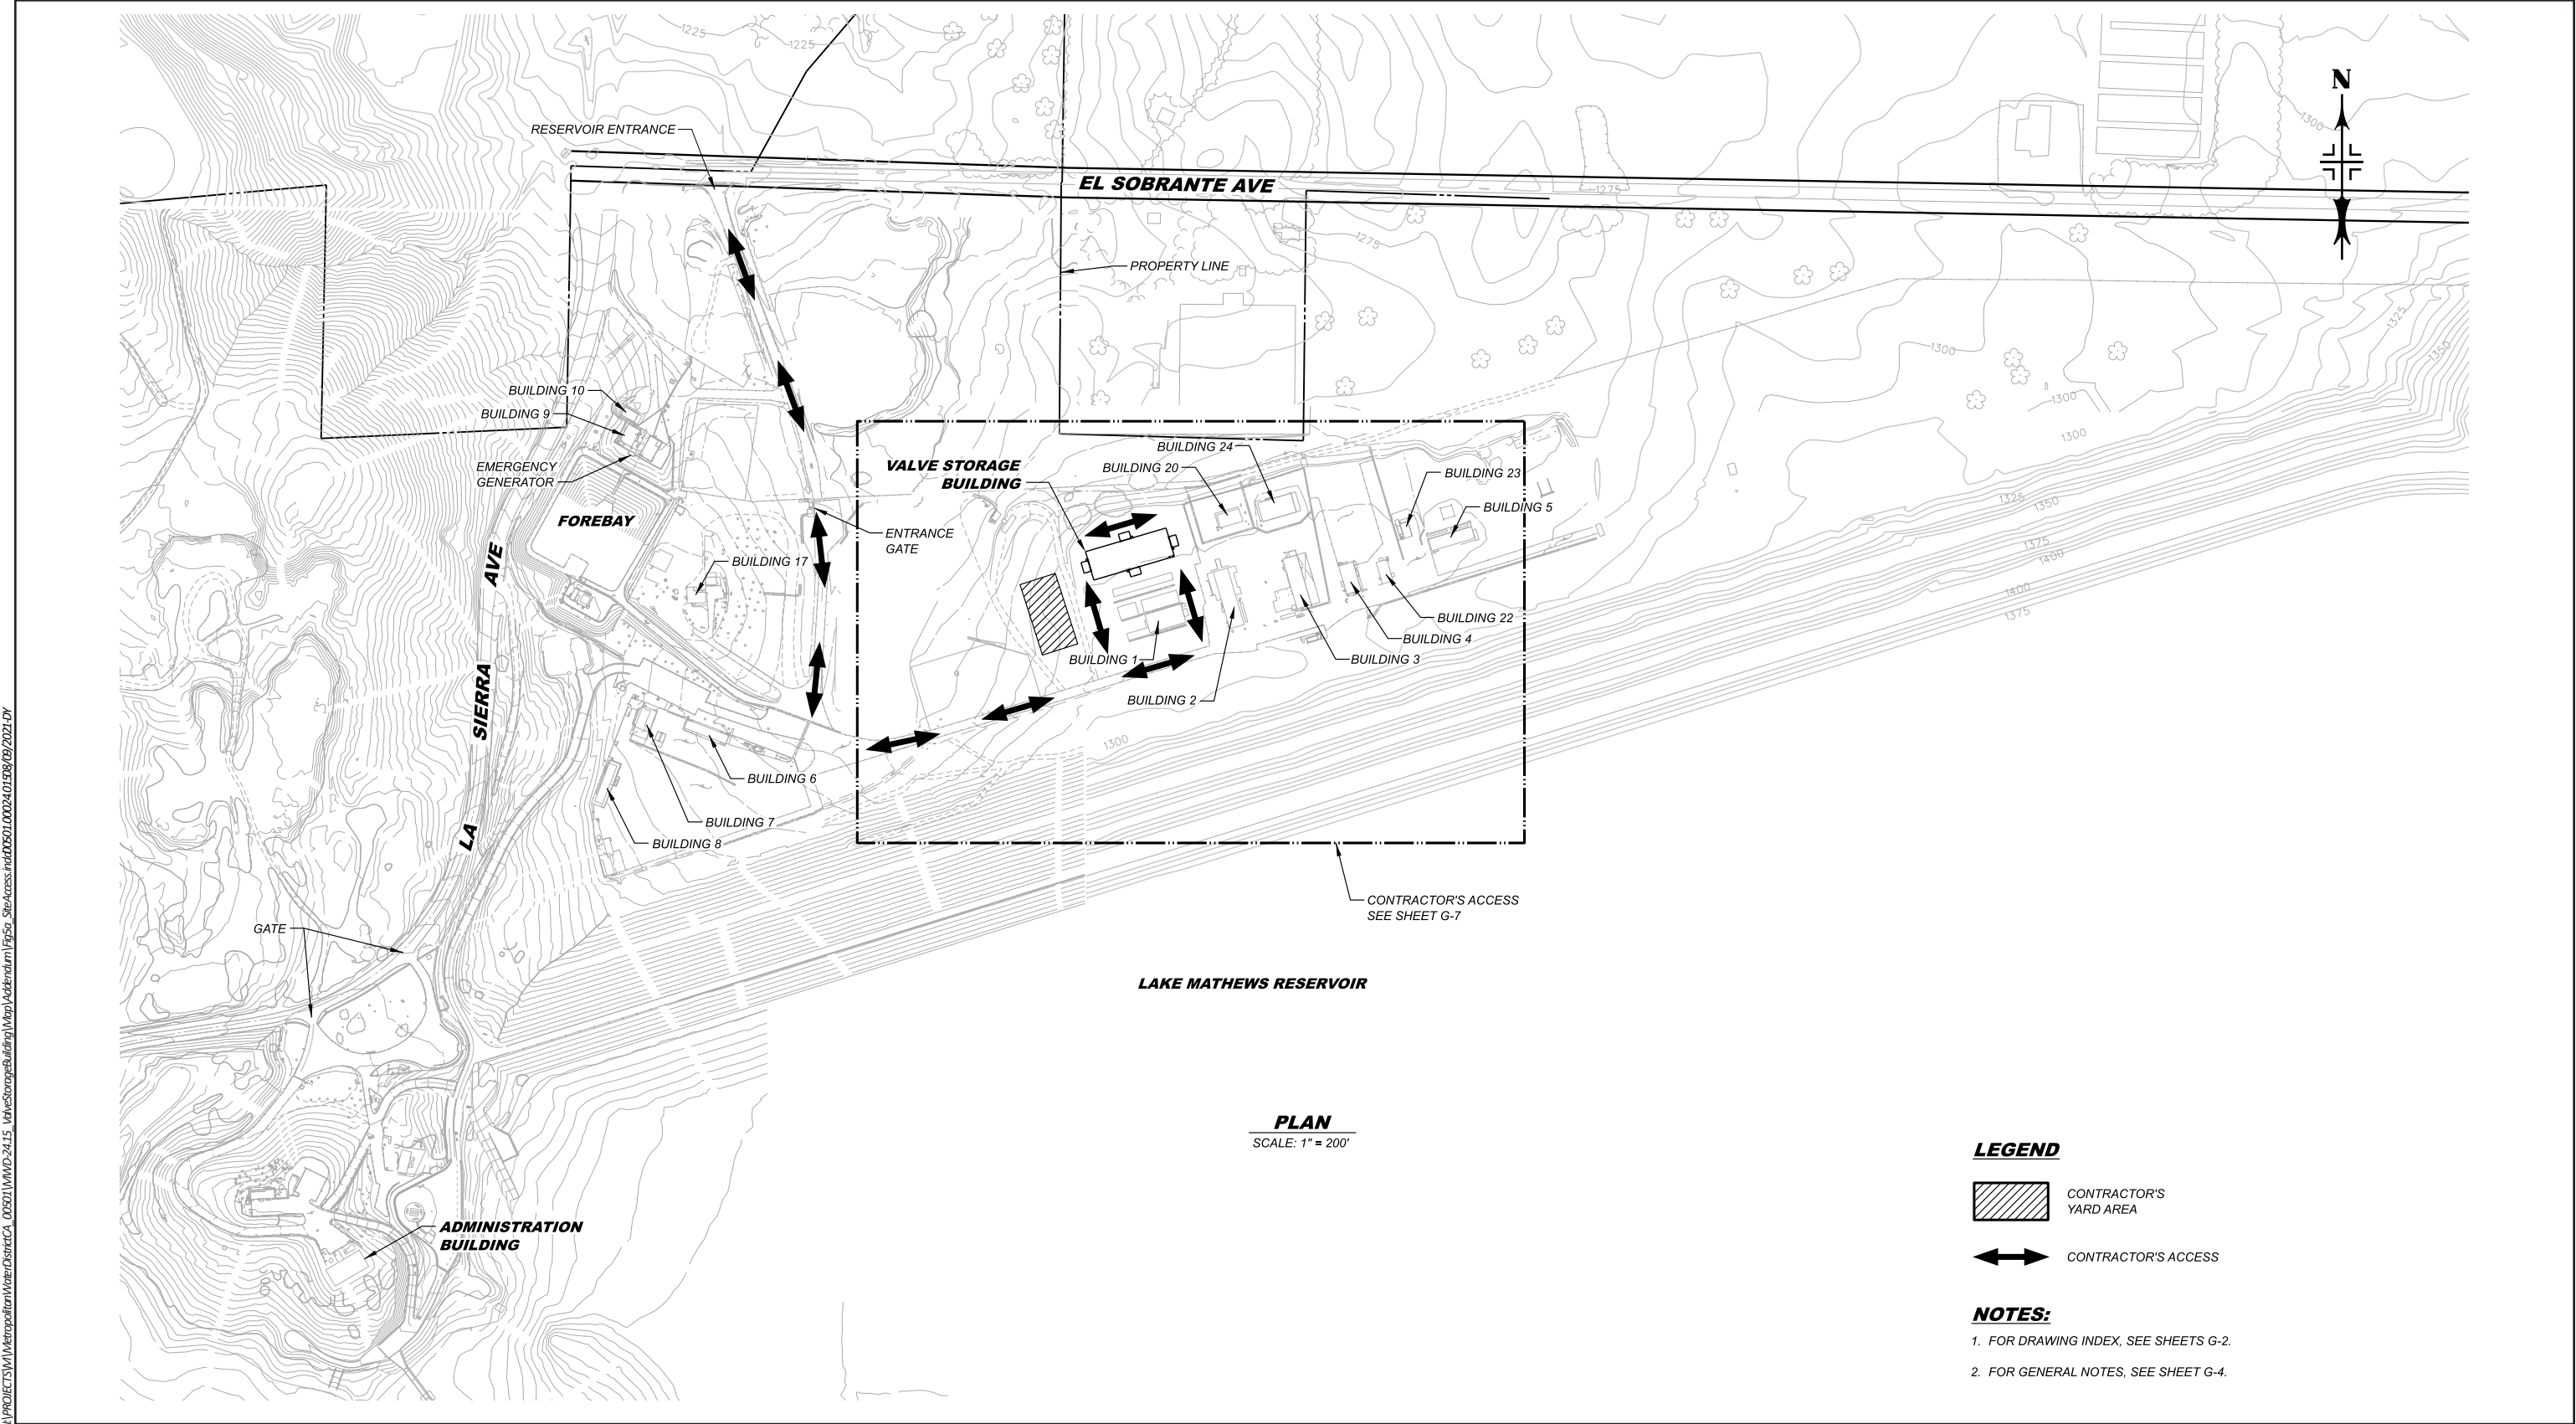 1225
1225
N
1300
RESERVOIR ENTRANCE
EL SOBRANTE AVE
1275
1275
PROPERTY LINE
1325
1350
1300
BUILDING 10
1300
BUILDING 9
1300
BUILDING 24
EMERGENCY
GENERATOR
VALVE STORAGE
BUILDING
BUILDING 20
BUILDING 23
1325
1350
BUILDING 5
FOREBAY
ENTRANCE
GATE
1375
1400
BUILDING 17
1400
1375
BUILDING 22
BUILDING 4
BUILDING 1
BUILDING 3
BUILDING 2
LA SIERRA AVE
1300
BUILDING 6
BUILDING 7
BUILDING 8
CONTRACTOR'S ACCESS
SEE SHEET G-7
GATE
LAKE MATHEWS RESERVOIR
PLAN
SCALE: 1" = 200'
LEGEND
CONTRACTOR'S
YARD AREA
CONTRACTOR'S ACCESS
ADMINISTRATION
BUILDING
NOTES:
1. FOR DRAWING INDEX, SEE SHEETS G-2.
2. FOR GENERAL NOTES, SEE SHEET G-4.